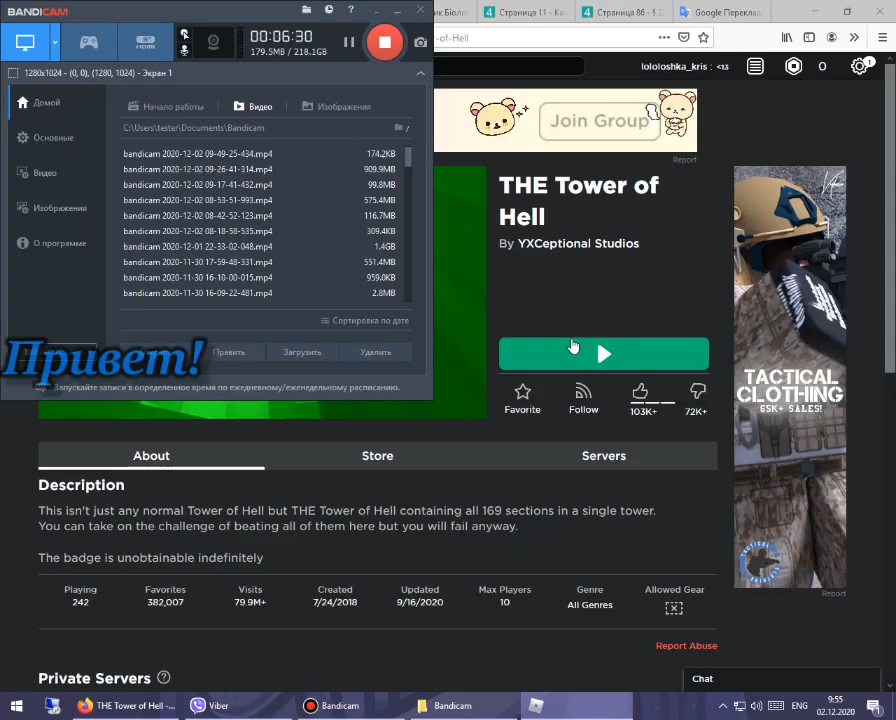 BANDICAM
HDMI
00:06:30
179.5MB / 218.1GB
1280x1024 - (0, 0), (1280, 1024) - Экран 1
Домой
Основные
Видео
Изображения
О программе
Начало работы
Видео
Изображения
C:\Users\tester\Documents\Bandicam
bandicam 2020-12-02 09-49-25-434.mp4 174.2KB
bandicam 2020-12-02 09-26-41-314.mp4 909.9MB
bandicam 2020-12-02 09-17-41-432.mp4 99.8MB
bandicam 2020-12-02 08-53-51-993.mp4 575.4MB
bandicam 2020-12-02 08-42-52-123.mp4 116.7MB
bandicam 2020-12-02 08-18-58-535.mp4 309.4KB
bandicam 2020-12-01 22-33-02-048.mp4 1.4GB
bandicam 2020-11-30 17-59-48-331.mp4 551.4MB
bandicam 2020-11-30 16-10-00-015.mp4 959.0KB
bandicam 2020-11-30 16-09-22-481.mp4 2.8MB
Сортировка по дате
Привет!
Править
Загрузить
Удалить
Запускайте записи в определенное время по ежедневному/еженедельному расписанию.
ик Біолег
4 Страница 11 - К
4 Страница 86 - § 2
Google Переклад
-of-Hell
lololoshka_kris : <13
0
1
Join Group
Report
THE Tower of
Hell
By YXCeptional Studios
Favorite
Follow
103K+
72K+
TACTICAL
CLOTHING
65K+ SALES!
Report
About
Store
Servers
Description
This isn't just any normal Tower of Hell but THE Tower of Hell containing all 169 sections in a single tower.
You can take on the challenge of beating all of them here but you will fail anyway.
The badge is unobtainable indefinitely
Playing
242
Favorites
382,007
Visits
79.9M+
Created
7/24/2018
Updated
9/16/2020
Max Players
10
Genre
All Genres
Allowed Gear
Report Abuse
Private Servers
Chat
THE Tower of Hell -...
Viber
Bandicam
Bandicam
ENG
9:55
02.12.2020